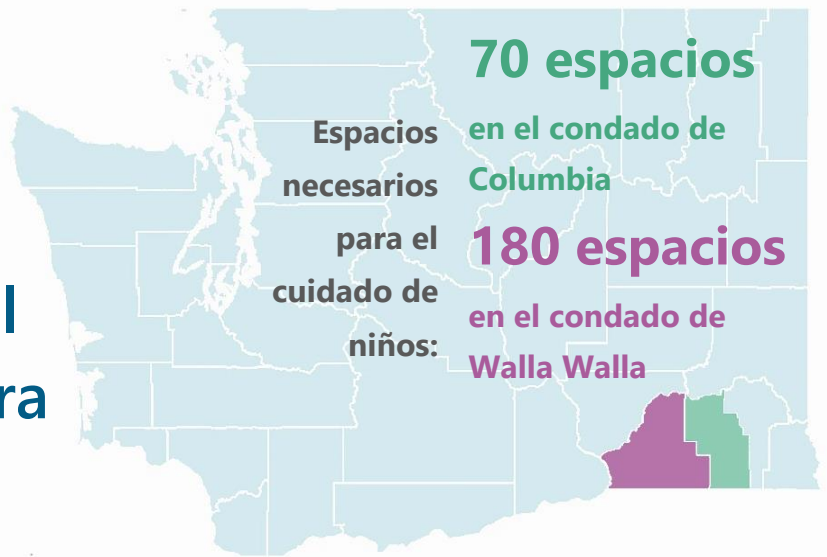 Espacios
necesarios
para el
cuidado de
niños:
70 espacios
en el condado de
Columbia
180 espacios
en el condado de
Walla Walla
l
ra